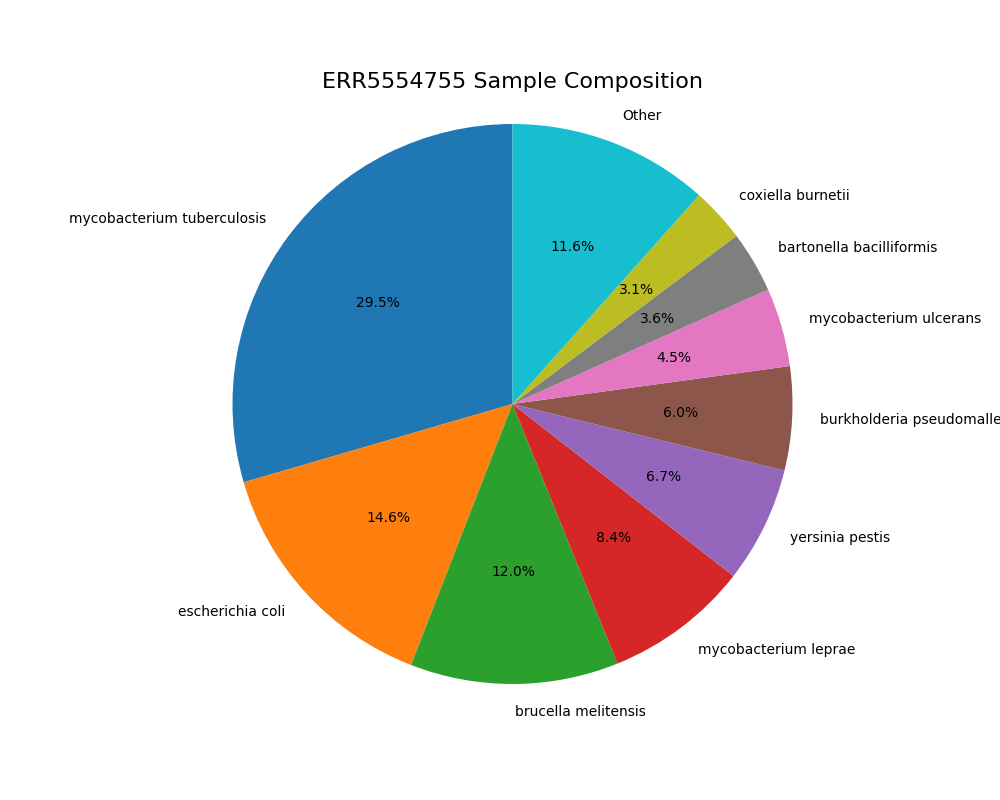 ERR5554755 Sample Composition
Other
11.6%
coxiella burnetii
3.1%
bartonella bacilliformis
3.6%
mycobacterium ulcerans
4.5%
burkholderia pseudomalle
6.0%
yersinia pestis
6.7%
mycobacterium leprae
8.4%
brucella melitensis
12.0%
escherichia coli
14.6%
mycobacterium tuberculosis
29.5%